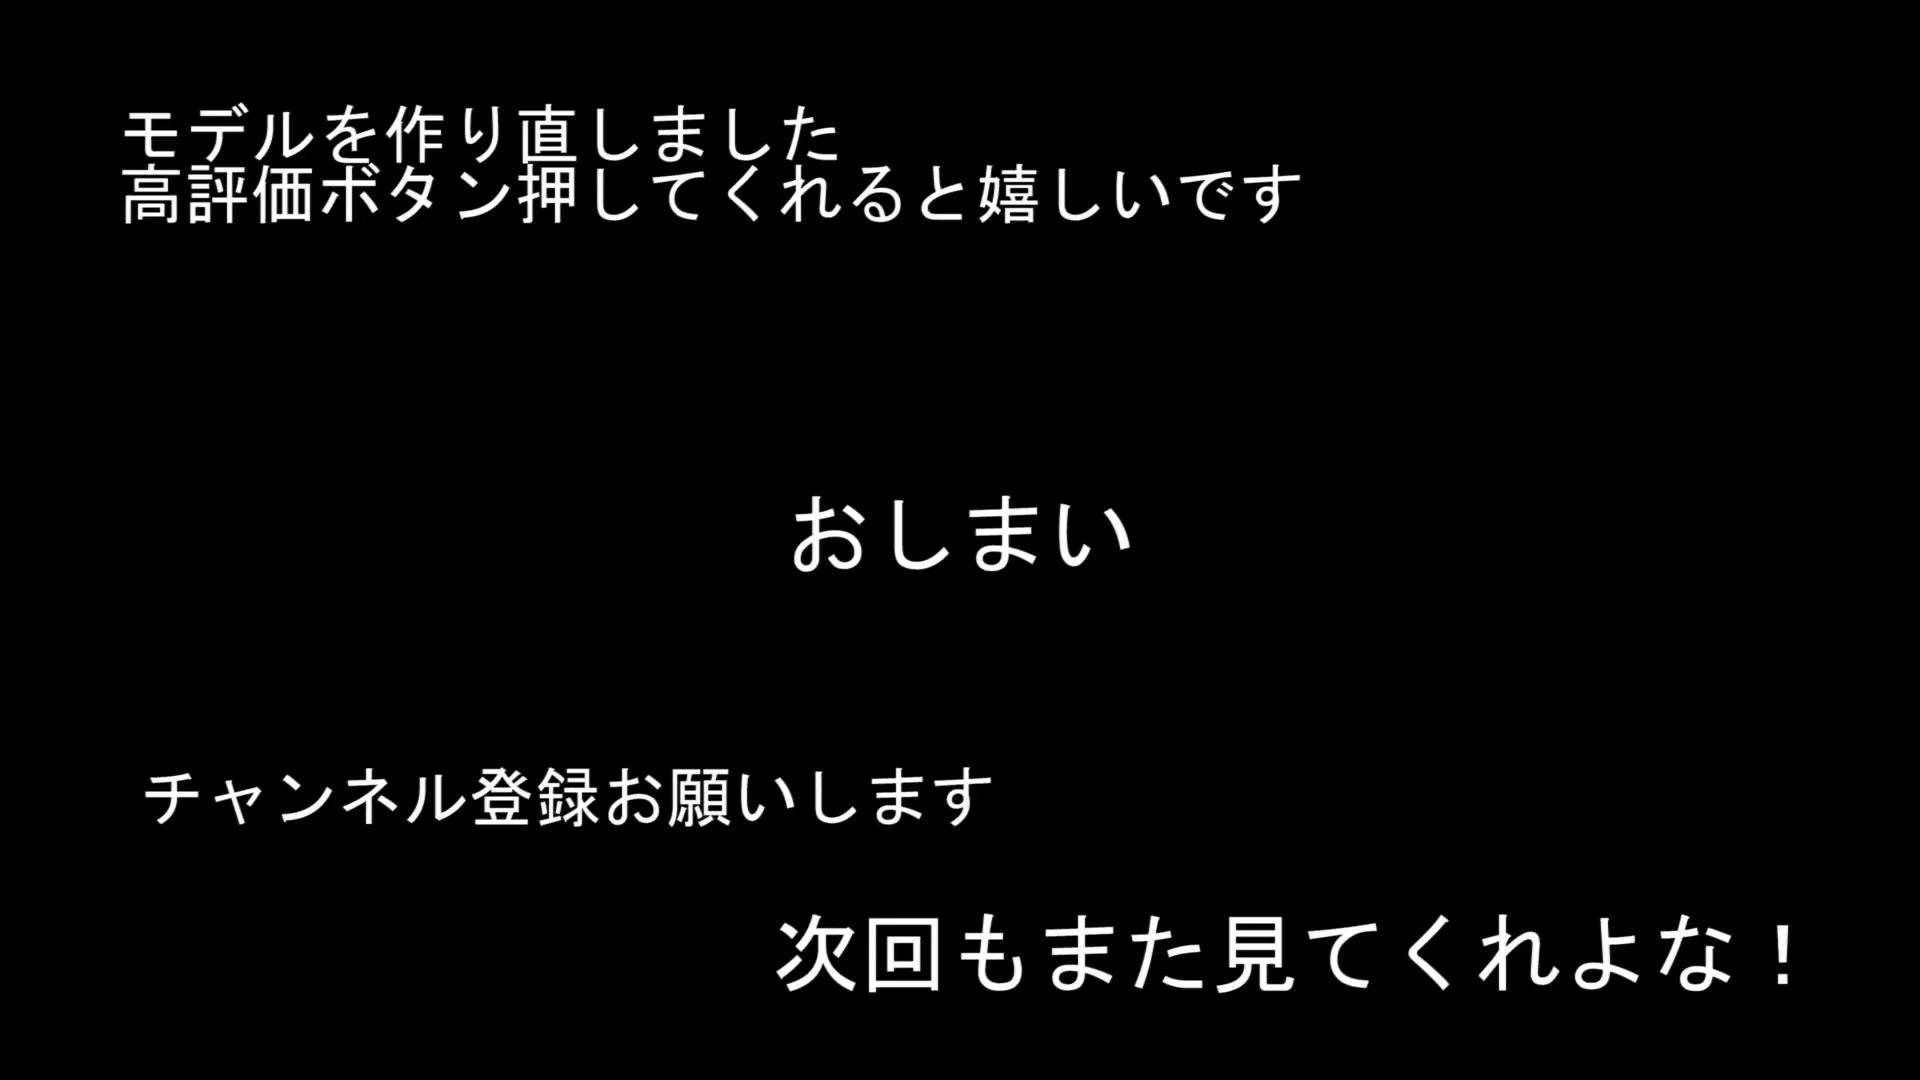 モデルを作り直しました
高評価ボタン押してくれると嬉しいです
おしまい
チャンネル登録お願いします
次回もまた見てくれよな！